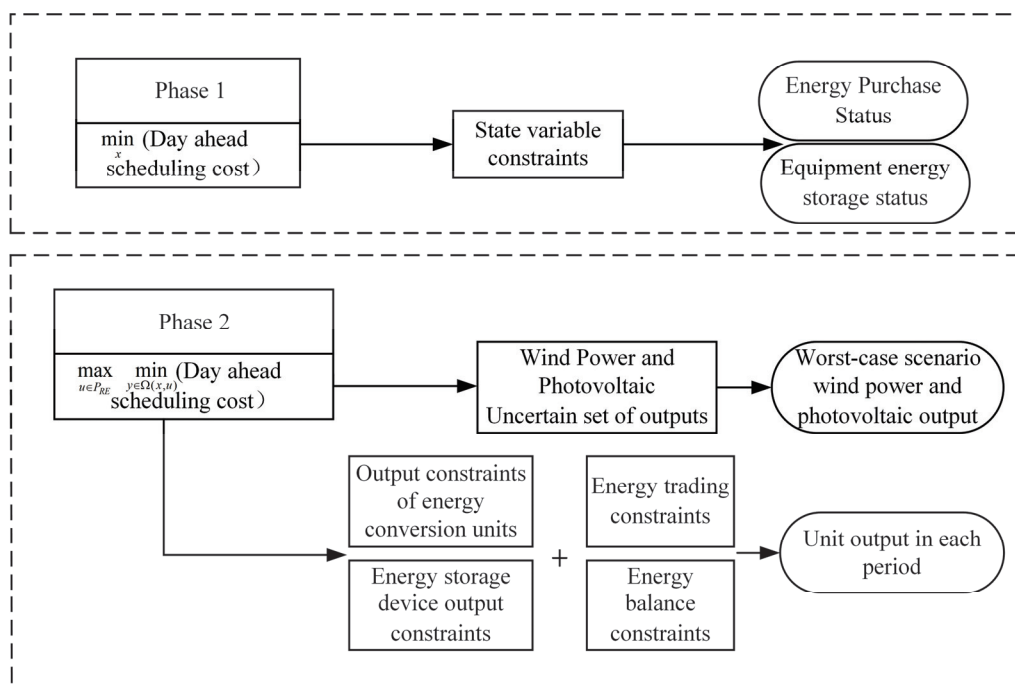 Phase 1
min (Day ahead
x
scheduling cost)
State variable
constraints
Energy Purchase
Status
Equipment energy
storage status
Phase 2
max min (Day ahead
u∈P_RE y∈Ω(x,u)
scheduling cost)
Wind Power and
Photovoltaic
Uncertain set of outputs
Worst-case scenario
wind power and
photovoltaic output
Output constraints
of energy
conversion units
Energy storage
device output
constraints
+
Energy trading
constraints
Energy
balance
constraints
Unit output in each
period